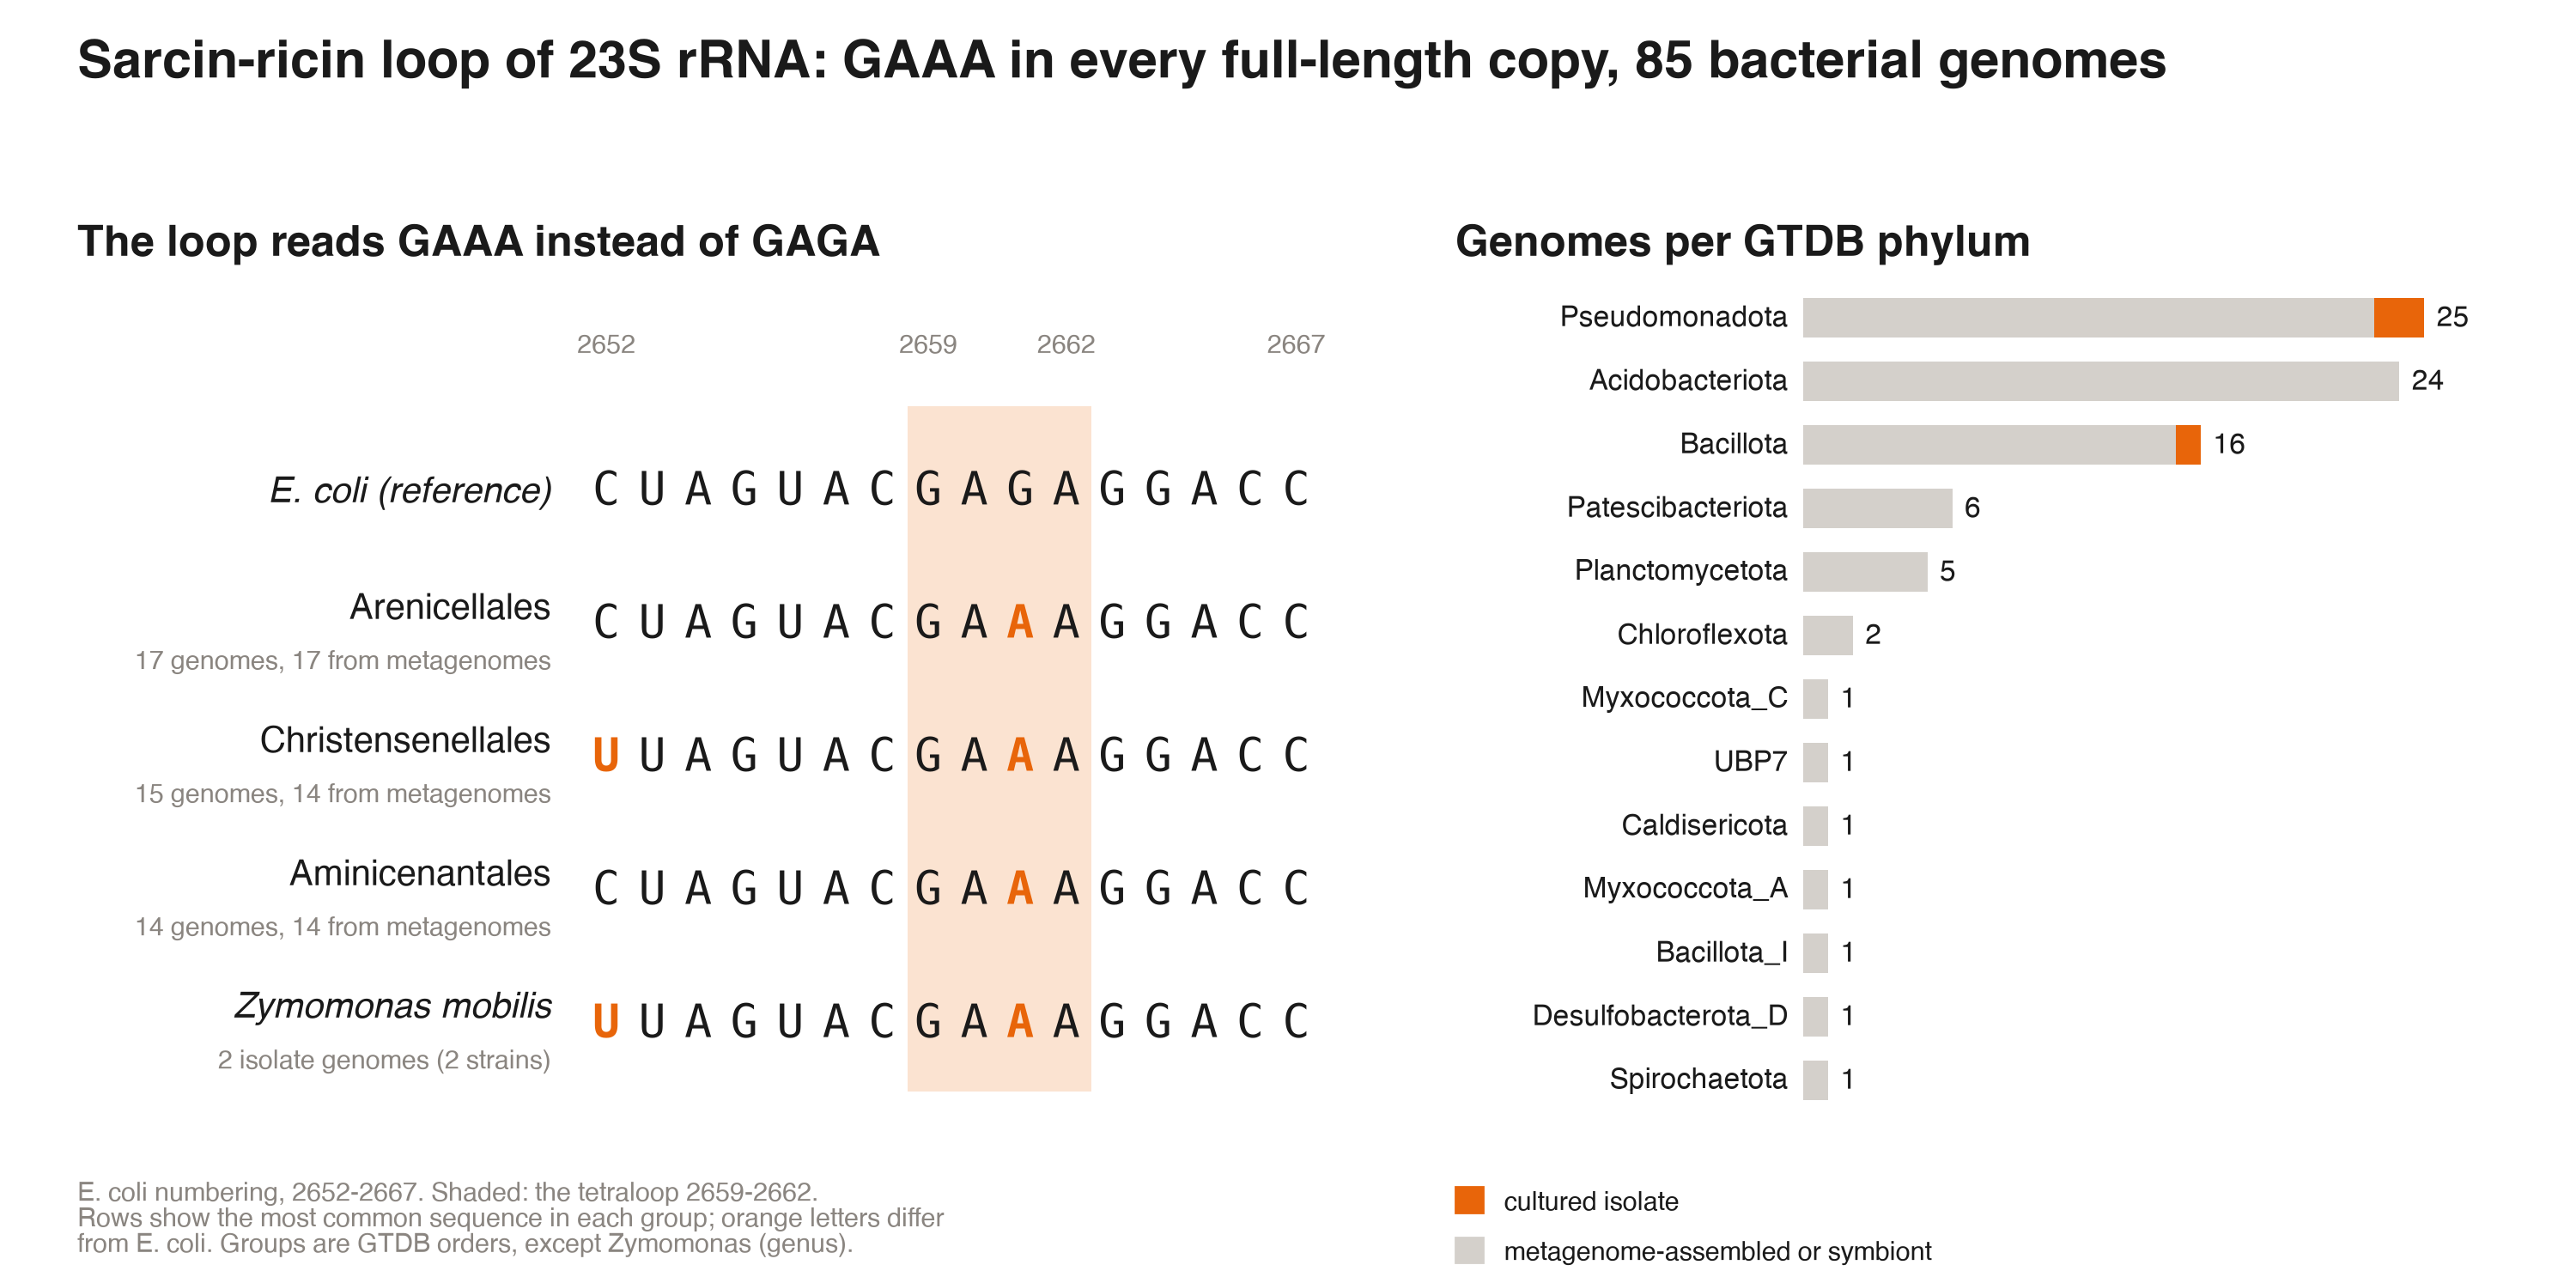 Sarcin-ricin loop of 23S rRNA: GAAA in every full-length copy, 85 bacterial genomes
The loop reads GAAA instead of GAGA
2652 2659 2662 2667
E. coli (reference) C U A G U A C G A G A G G A C C
Arenicellales C U A G U A C G A A A G G A C C
17 genomes, 17 from metagenomes
Christensenellales U U A G U A C G A A A G G A C C
15 genomes, 14 from metagenomes
Aminicenantales C U A G U A C G A A A G G A C C
14 genomes, 14 from metagenomes
Zymomonas mobilis U U A G U A C G A A A G G A C C
2 isolate genomes (2 strains)
E. coli numbering, 2652-2667. Shaded: the tetraloop 2659-2662.
Rows show the most common sequence in each group; orange letters differ
from E. coli. Groups are GTDB orders, except Zymomonas (genus).
Genomes per GTDB phylum
Pseudomonadota 25
Acidobacteriota 24
Bacillota 16
Patescibacteriota 6
Planctomycetota 5
Chloroflexota 2
Myxococcota_C 1
UBP7 1
Caldisericota 1
Myxococcota_A 1
Bacillota_I 1
Desulfobacterota_D 1
Spirochaetota 1
cultured isolate
metagenome-assembled or symbiont